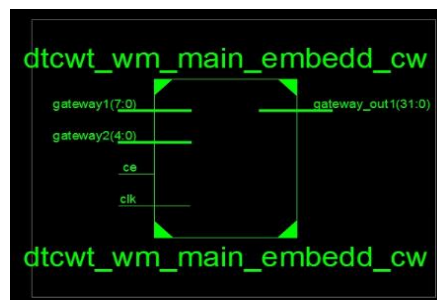 dtcwt_wm_main_embedd_cw
gateway1(7:0)
gateway_out1(31:0)
gateway2(4:0)
ce
clk
dtcwt_wm_main_embedd_cw